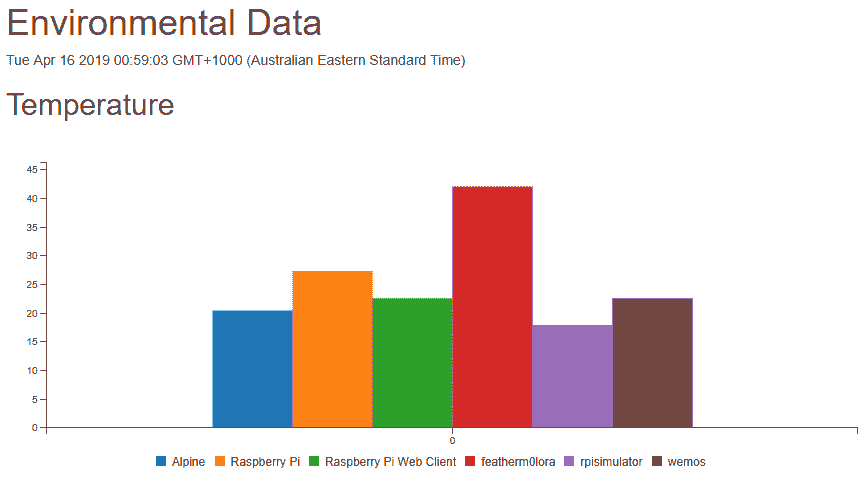 Environmental Data
Tue Apr 16 2019 00:59:03 GMT+1000 (Australian Eastern Standard Time)
Temperature
45
40
35
30
25
20
15
10
5
0
0
Alpine Raspberry Pi Raspberry Pi Web Client featherm0lora rpisimulator wemos